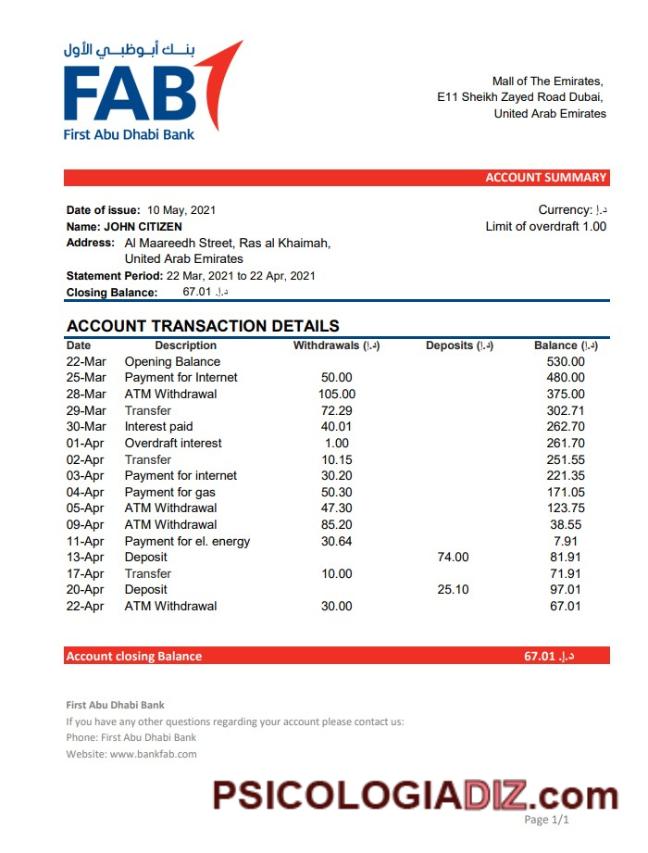 بنك أبوظبي الأول
FAB
First Abu Dhabi Bank
Mall of The Emirates,
E11 Sheikh Zayed Road Dubai,
United Arab Emirates
ACCOUNT SUMMARY
Date of issue: 10 May, 2021
Currency: د.إ
Name: JOHN CITIZEN
Limit of overdraft 1.00
Address: Al Maareedh Street, Ras al Khaimah,
United Arab Emirates
Statement Period: 22 Mar, 2021 to 22 Apr, 2021
Closing Balance: 67.01 د.إ.
ACCOUNT TRANSACTION DETAILS
Date Description Withdrawals (د.إ) Deposits (د.إ) Balance (د.إ)
22-Mar Opening Balance 530.00
25-Mar Payment for Internet 50.00 480.00
28-Mar ATM Withdrawal 105.00 375.00
29-Mar Transfer 72.29 302.71
30-Mar Interest paid 40.01 262.70
01-Apr Overdraft interest 1.00 261.70
02-Apr Transfer 10.15 251.55
03-Apr Payment for internet 30.20 221.35
04-Apr Payment for gas 50.30 171.05
05-Apr ATM Withdrawal 47.30 123.75
09-Apr ATM Withdrawal 85.20 38.55
11-Apr Payment for el. energy 30.64 7.91
13-Apr Deposit 74.00 81.91
17-Apr Transfer 10.00 71.91
20-Apr Deposit 25.10 97.01
22-Apr ATM Withdrawal 30.00 67.01
Account closing Balance 67.01 د.إ.
First Abu Dhabi Bank
If you have any other questions regarding your account please contact us:
Phone: First Abu Dhabi Bank
Website: www.bankfab.com
PSICOLOGIADIZ.com
Page 1/1